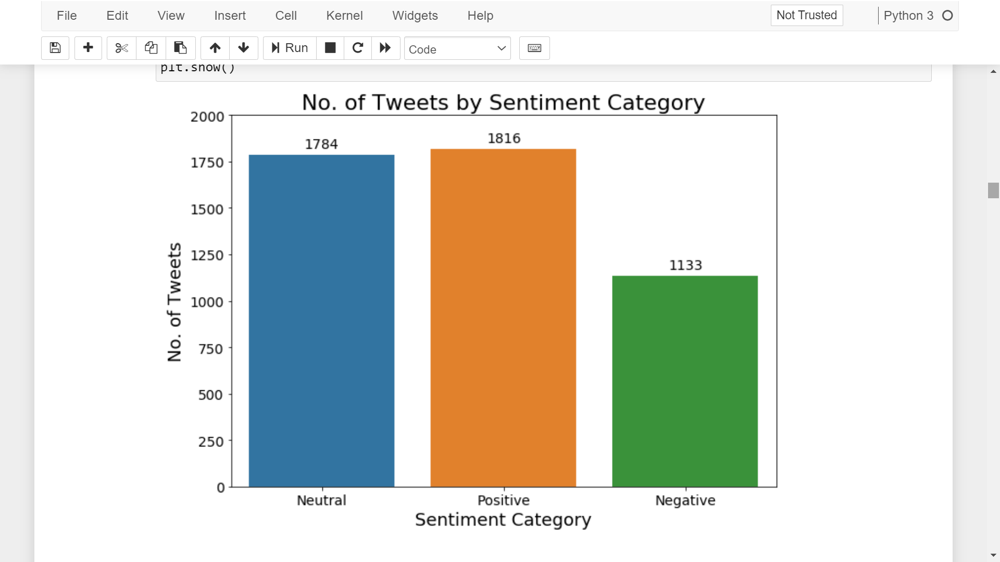 File Edit View Insert Cell Kernel Widgets Help Not Trusted Python 3
Run Code
plt.show()
No. of Tweets by Sentiment Category
2000
1784
1816
1750
1500
1250
1133
1000
750
500
250
0
No. of Tweets
Neutral Positive Negative
Sentiment Category